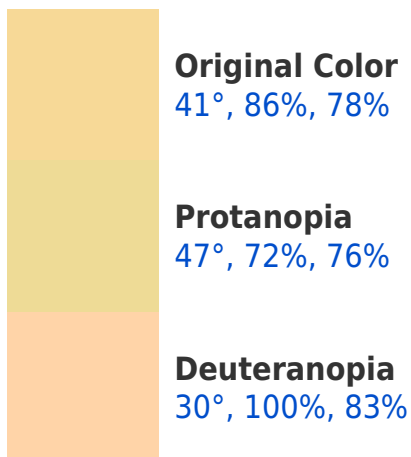 Original Color
41°, 86%, 78%
Protanopia
47°, 72%, 76%
Deuteranopia
30°, 100%, 83%